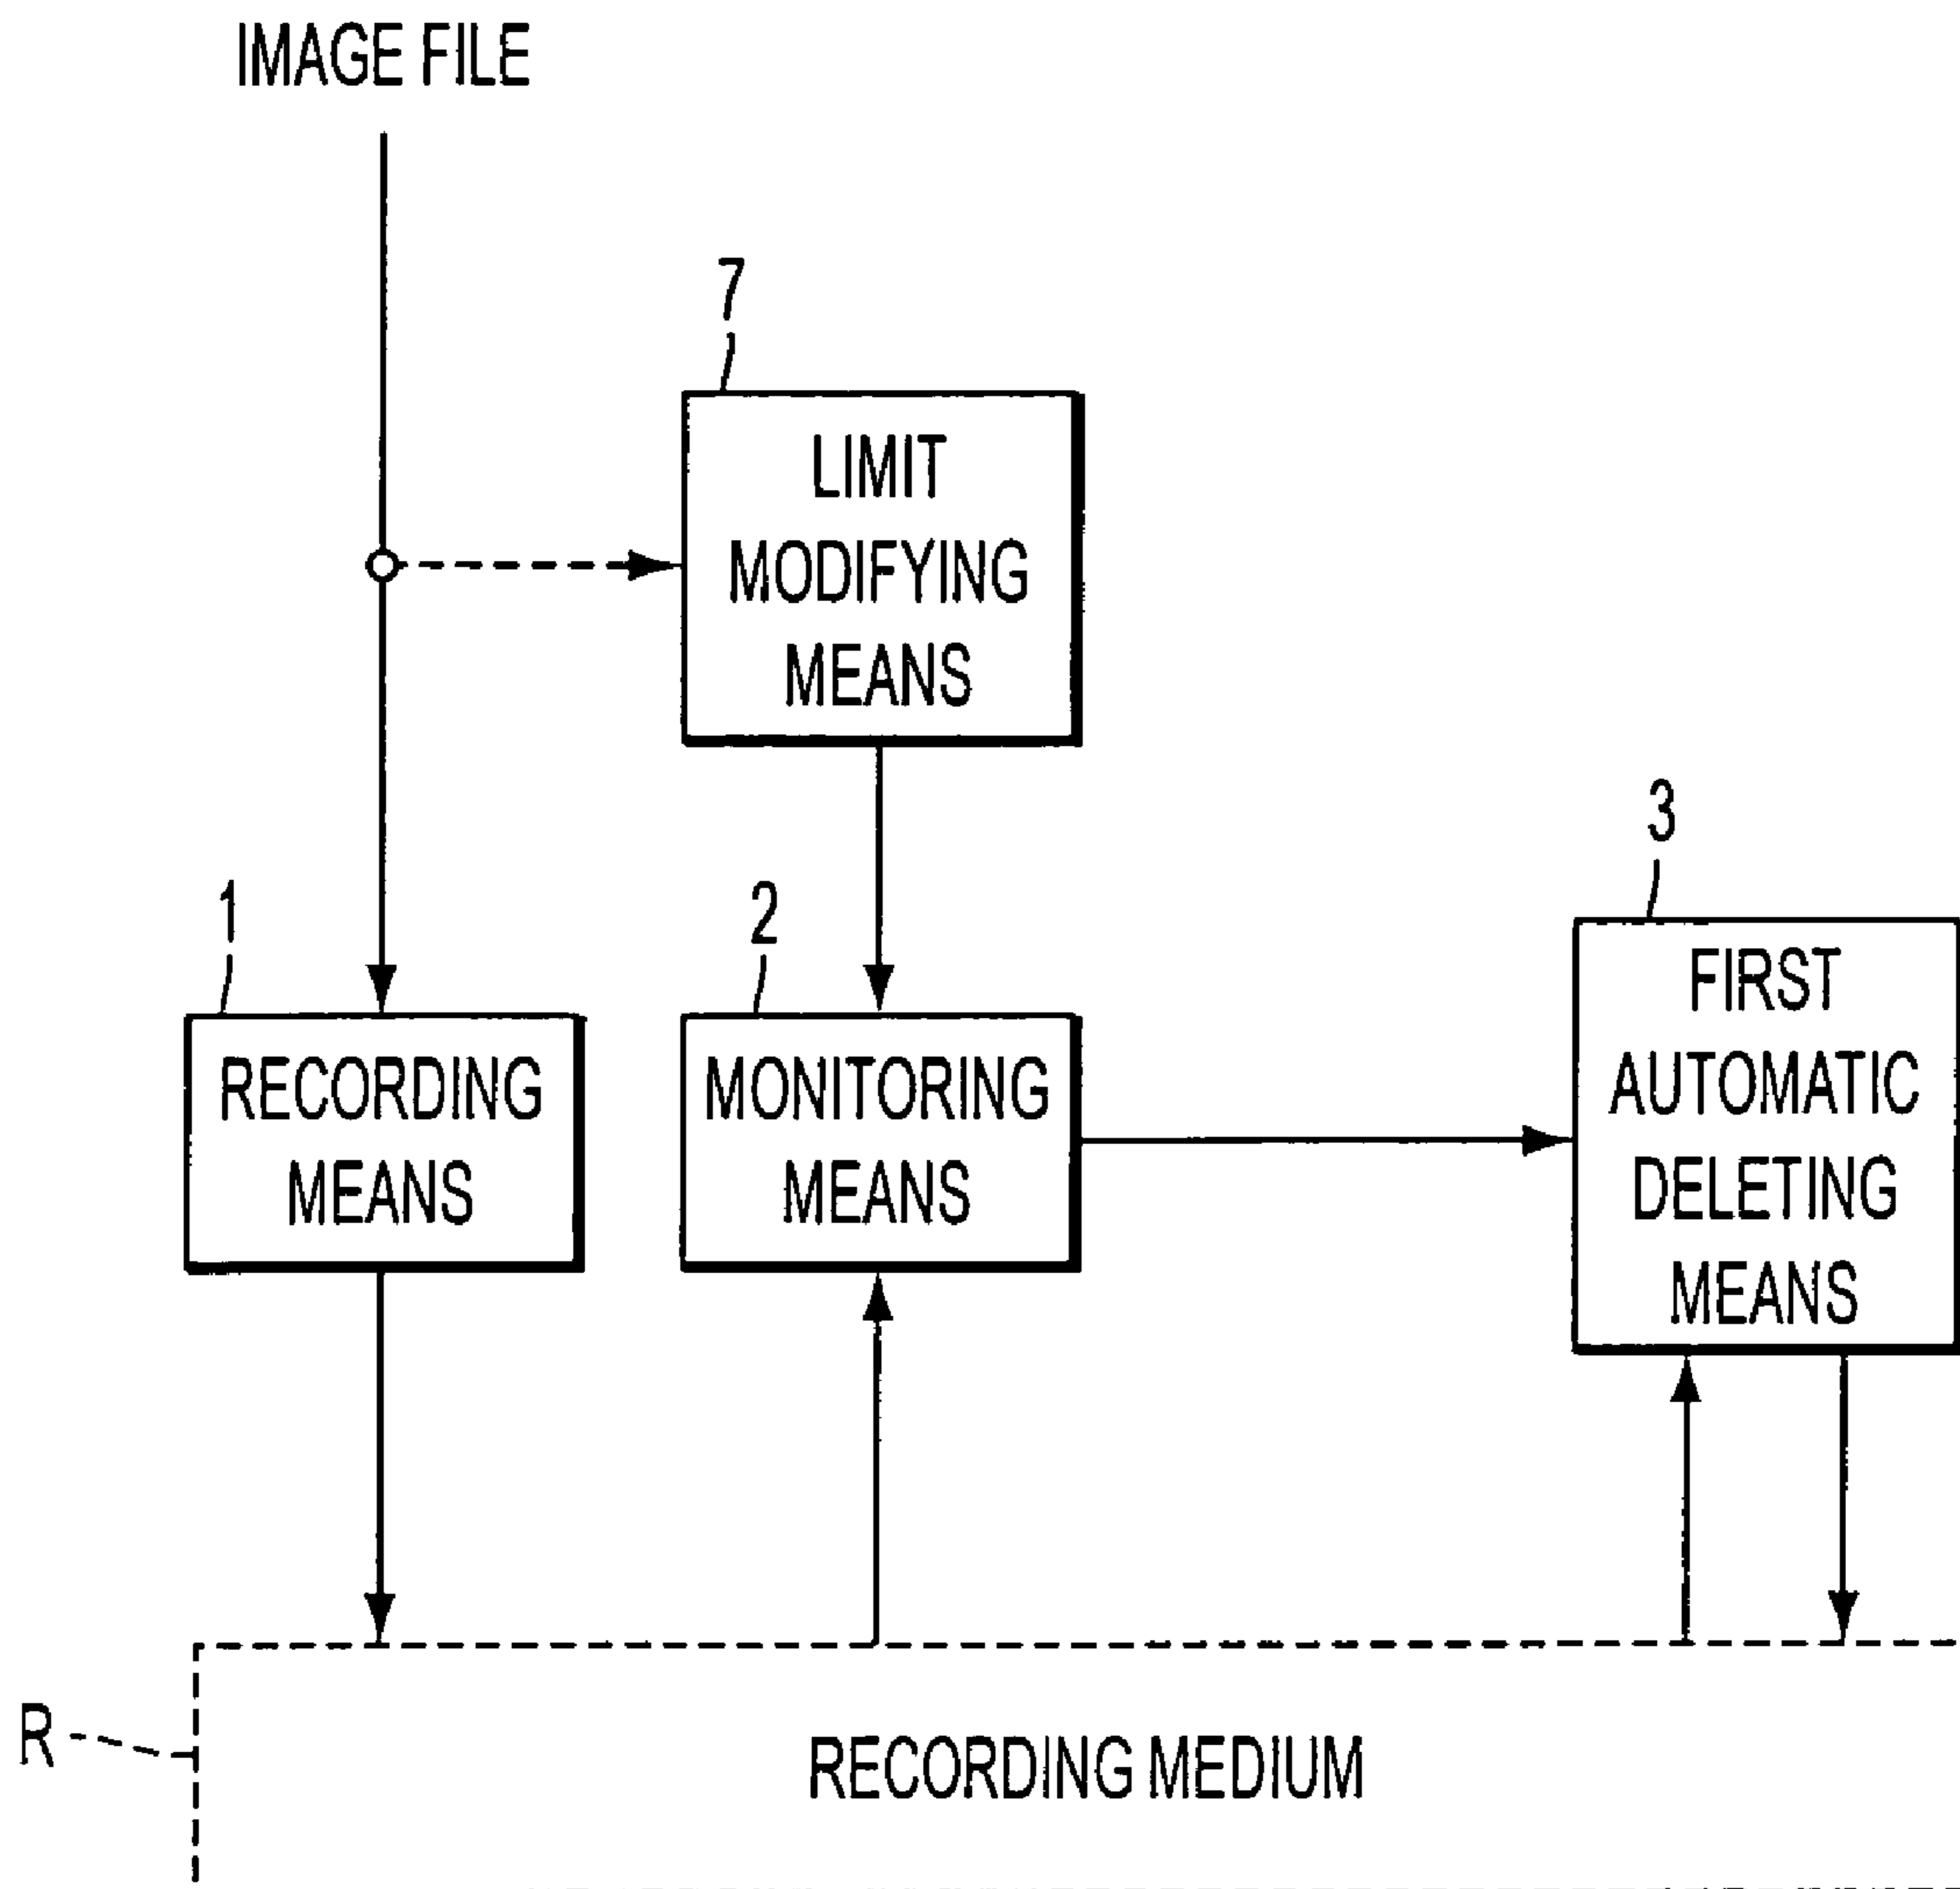 IMAGE FILE
7
LIMIT
MODIFYING
MEANS
3
1
2
FIRST
AUTOMATIC
DELETING
MEANS
RECORDING
MEANS
MONITORING
MEANS
R
RECORDING MEDIUM